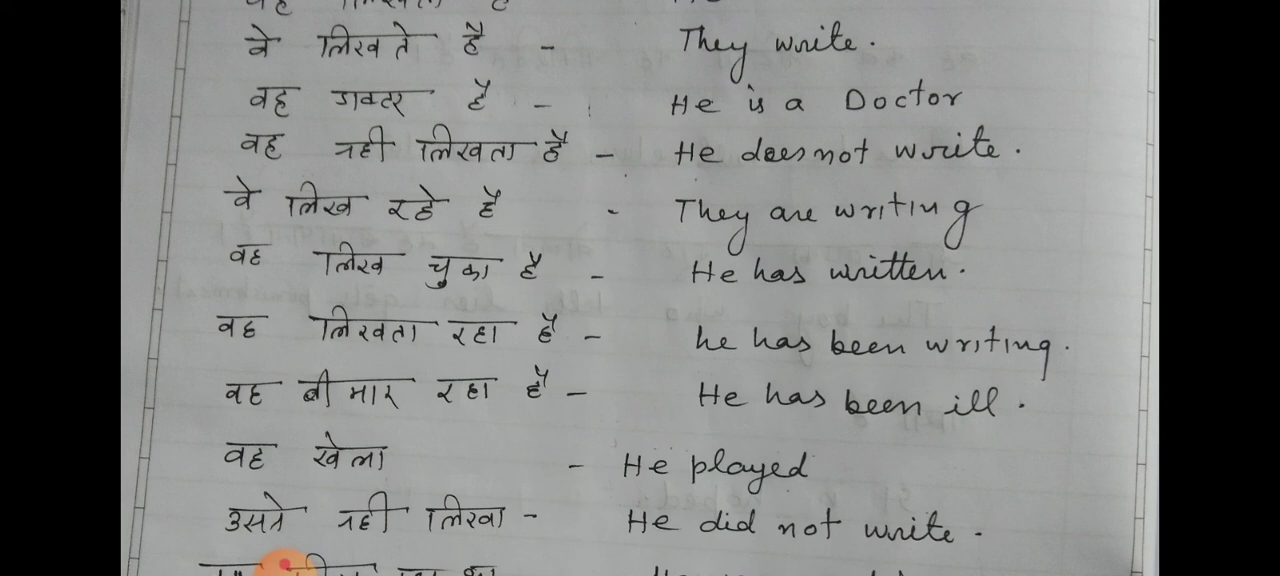 वे लिखते है - They write.
वह डाक्टर है - He is a Doctor
वह नही लिखता है - He does not write.
वे लिख रहे है - They are writing
वह लिख चुका है - He has written.
वह लिखता रहा है - he has been writing.
वह बीमार रहा है - He has been ill.
वह खेला - He played
उसने नही लिखा - He did not write.